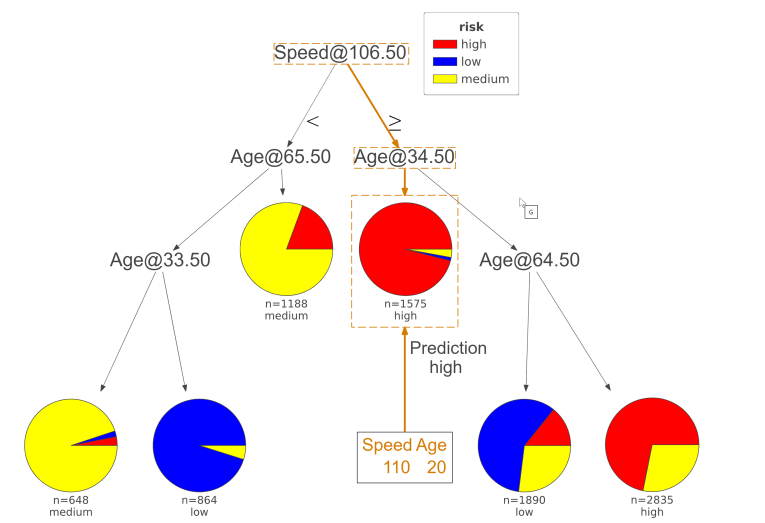 risk
high
low
medium
Speed@106.50
<
≥
Age@65.50
Age@34.50
Age@33.50
n=1188
medium
n=1575
high
Age@64.50
Prediction
high
Speed Age
110 20
n=648
medium
n=864
low
n=1890
low
n=2835
high
G